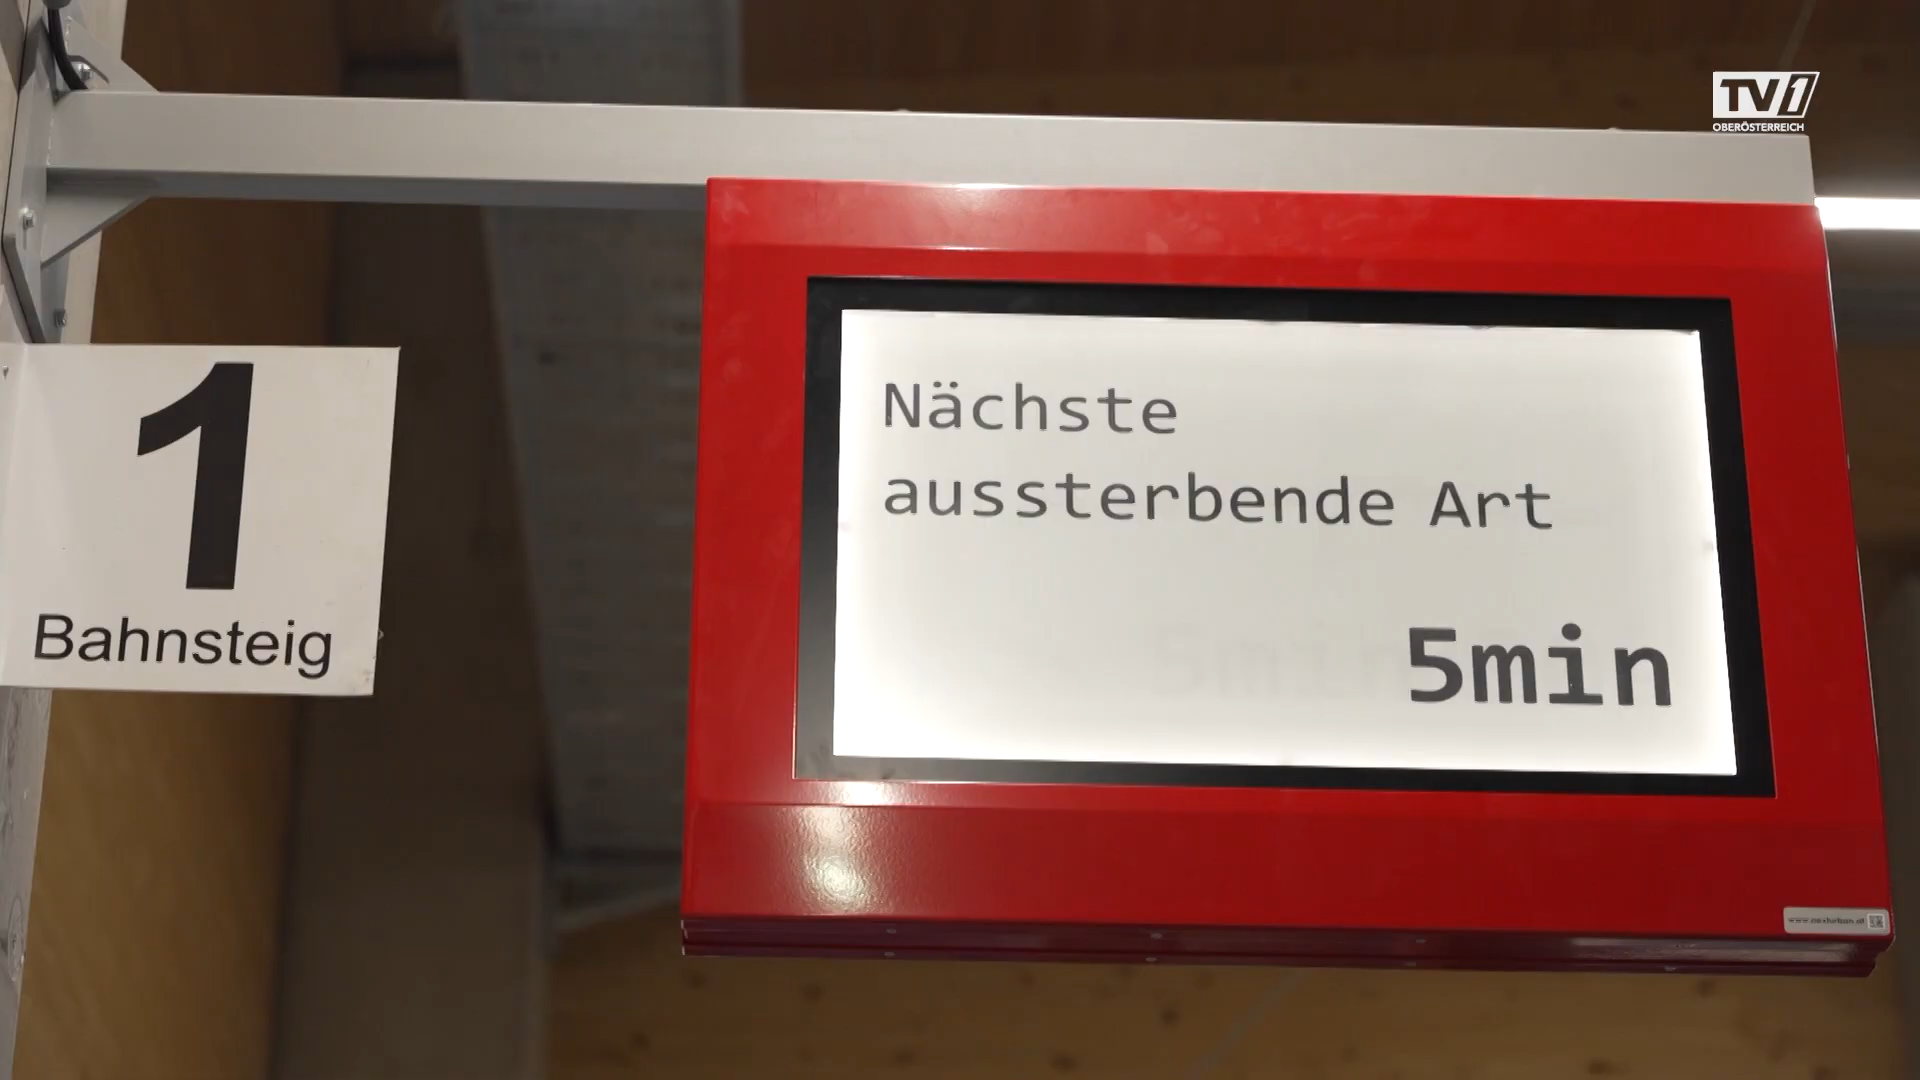 TV1
OBERÖSTERREICH
1
Bahnsteig
Nächste
aussterbende Art
5min